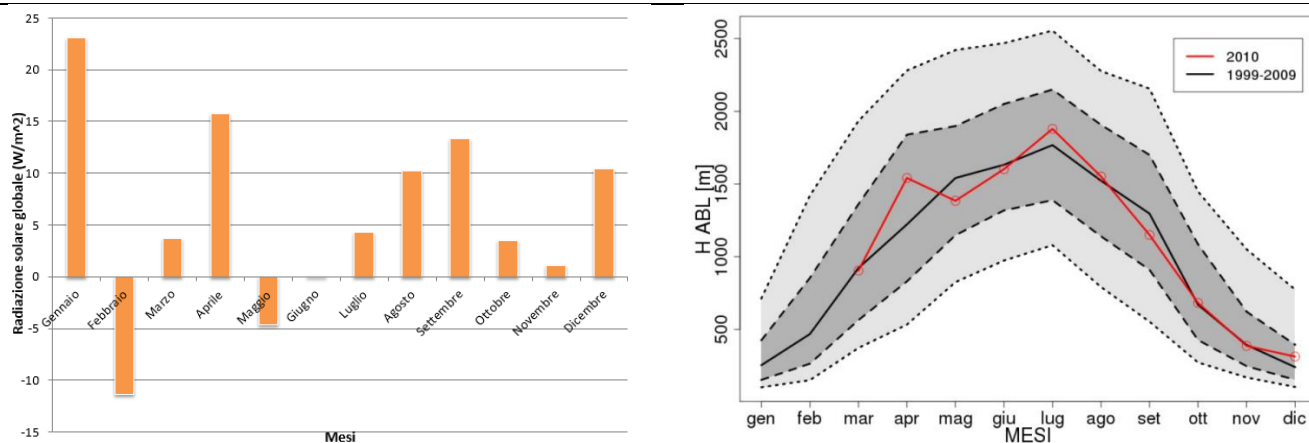 Radiazione solare globale (W/m^2)
25
20
15
10
5
0
-5
-10
-15
Gennaio
Febbraio
Marzo
Aprile
Maggio
Giugno
Luglio
Agosto
Settembre
Ottobre
Novembre
Dicembre
Mesi
H ABL [m]
2500
2000
1500
1000
500
2010
1999-2009
gen feb mar apr mag giu lug ago set ott nov dic
MESI